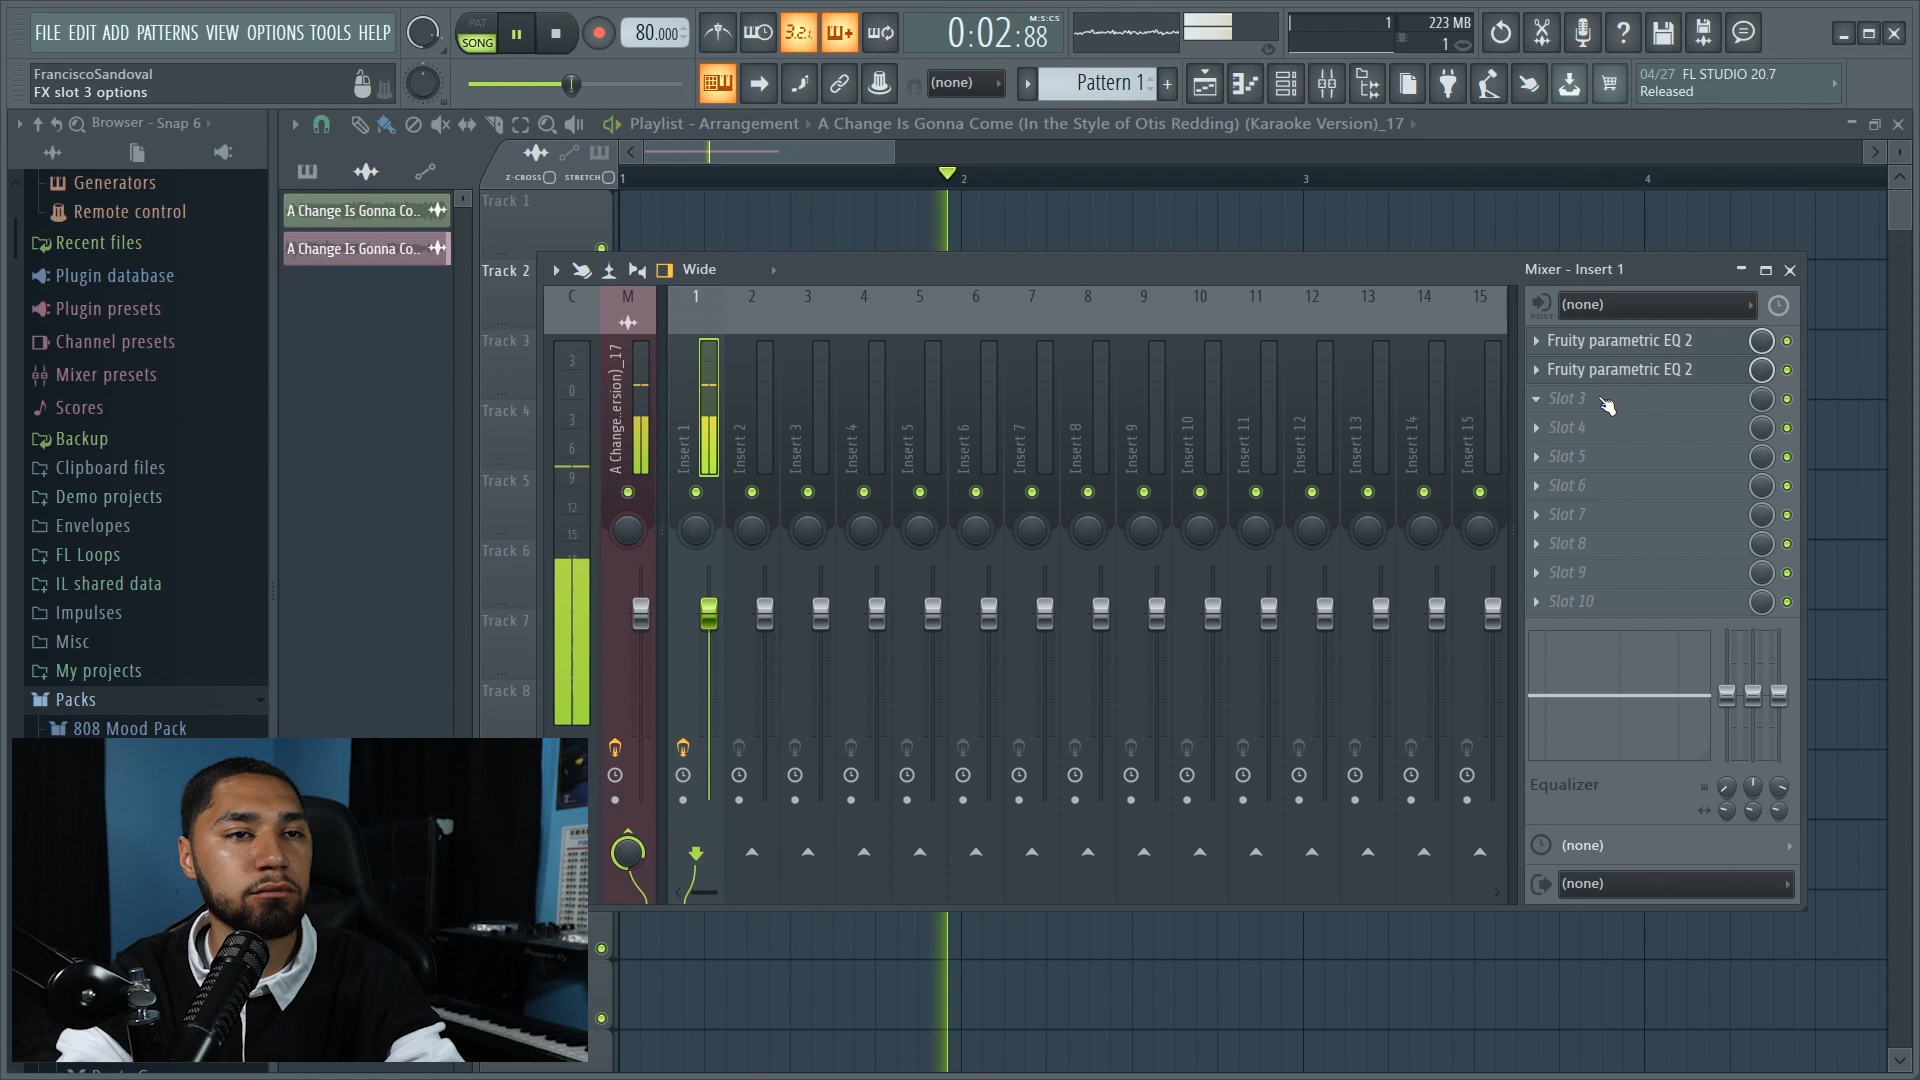 FILE EDIT ADD PATTERNS VIEW OPTIONS TOOLS HELP
PAT
SONG
80.000
3.2.1
0:02:88
M:S:CS
1
223 MB
1
FranciscoSandoval
FX slot 3 options
(none)
Pattern 1
04/27 FL STUDIO 20.7
Released
Browser - Snap 6
Playlist - Arrangement
A Change Is Gonna Come (In the Style of Otis Redding) (Karaoke Version)_17
Z-CROSS
STRETCH
1
2
3
4
Generators
Remote control
Recent files
Plugin database
Plugin presets
Channel presets
Mixer presets
Scores
Backup
Clipboard files
Demo projects
Envelopes
FL Loops
IL shared data
Impulses
Misc
My projects
Packs
808 Mood Pack
A Change Is Gonna Co..
A Change Is Gonna Co..
Track 1
Track 2
Track 3
Track 4
Track 5
Track 6
Track 7
Track 8
Wide
Mixer - Insert 1
C M 1 2 3 4 5 6 7 8 9 10 11 12 13 14 15
3
0
3
6
9
12
15
A Change..ersion)_17
Insert 1
Insert 2
Insert 3
Insert 4
Insert 5
Insert 6
Insert 7
Insert 8
Insert 9
Insert 10
Insert 11
Insert 12
Insert 13
Insert 14
Insert 15
POST
(none)
Fruity parametric EQ 2
Fruity parametric EQ 2
Slot 3
Slot 4
Slot 5
Slot 6
Slot 7
Slot 8
Slot 9
Slot 10
Equalizer
(none)
(none)